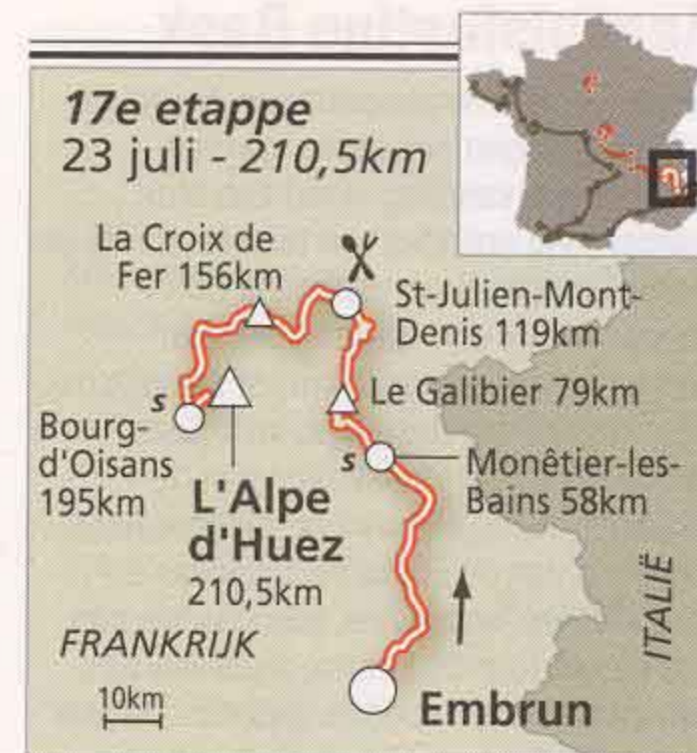 17e etappe
23 juli - 210,5km
La Croix de
Fer 156km
St-Julien-Mont-
Denis 119km
Le Galibier 79km
s
Bourg-
d'Oisans
195km
L'Alpe
d'Huez
210,5km
s
Monêtier-les-
Bains 58km
ITALIË
FRANKRIJK
10km
Embrun